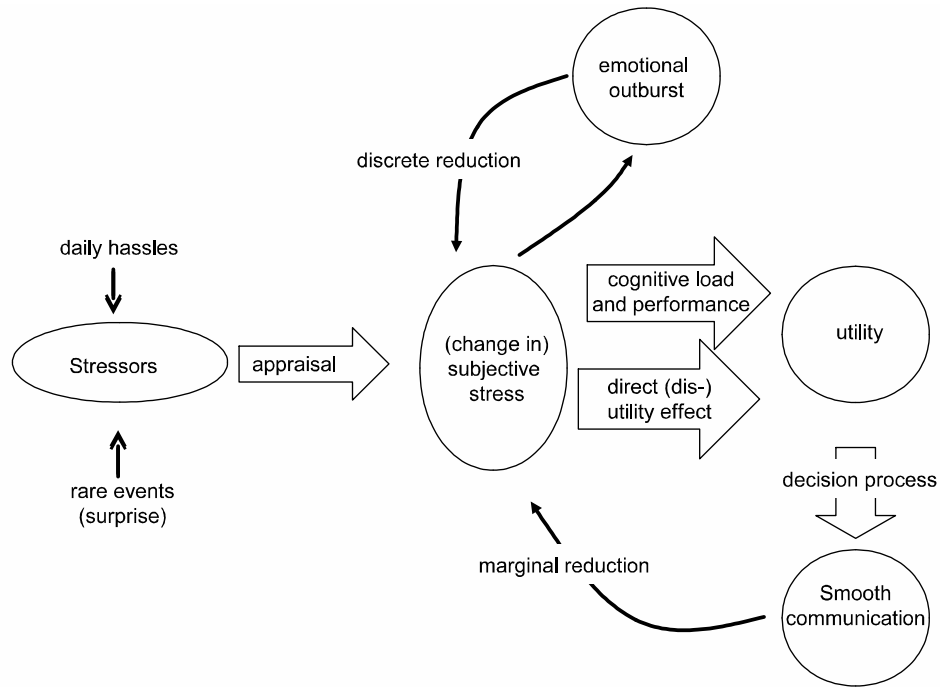 emotional
outburst
discrete reduction
daily hassles
Stressors
appraisal
(change in)
subjective
stress
cognitive load
and performance
direct (dis-)
utility effect
utility
rare events
(surprise)
decision process
marginal reduction
Smooth
communication